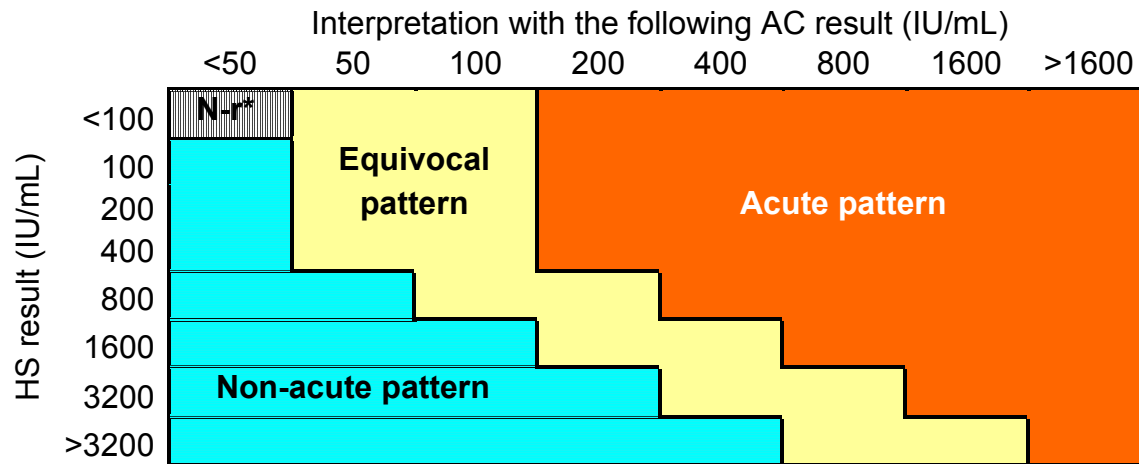 Interpretation with the following AC result (IU/mL)
<50 50 100 200 400 800 1600 >1600
HS result (IU/mL)
<100
100
200
400
800
1600
3200
>3200
N-r*
Equivocal
pattern
Acute pattern
Non-acute pattern